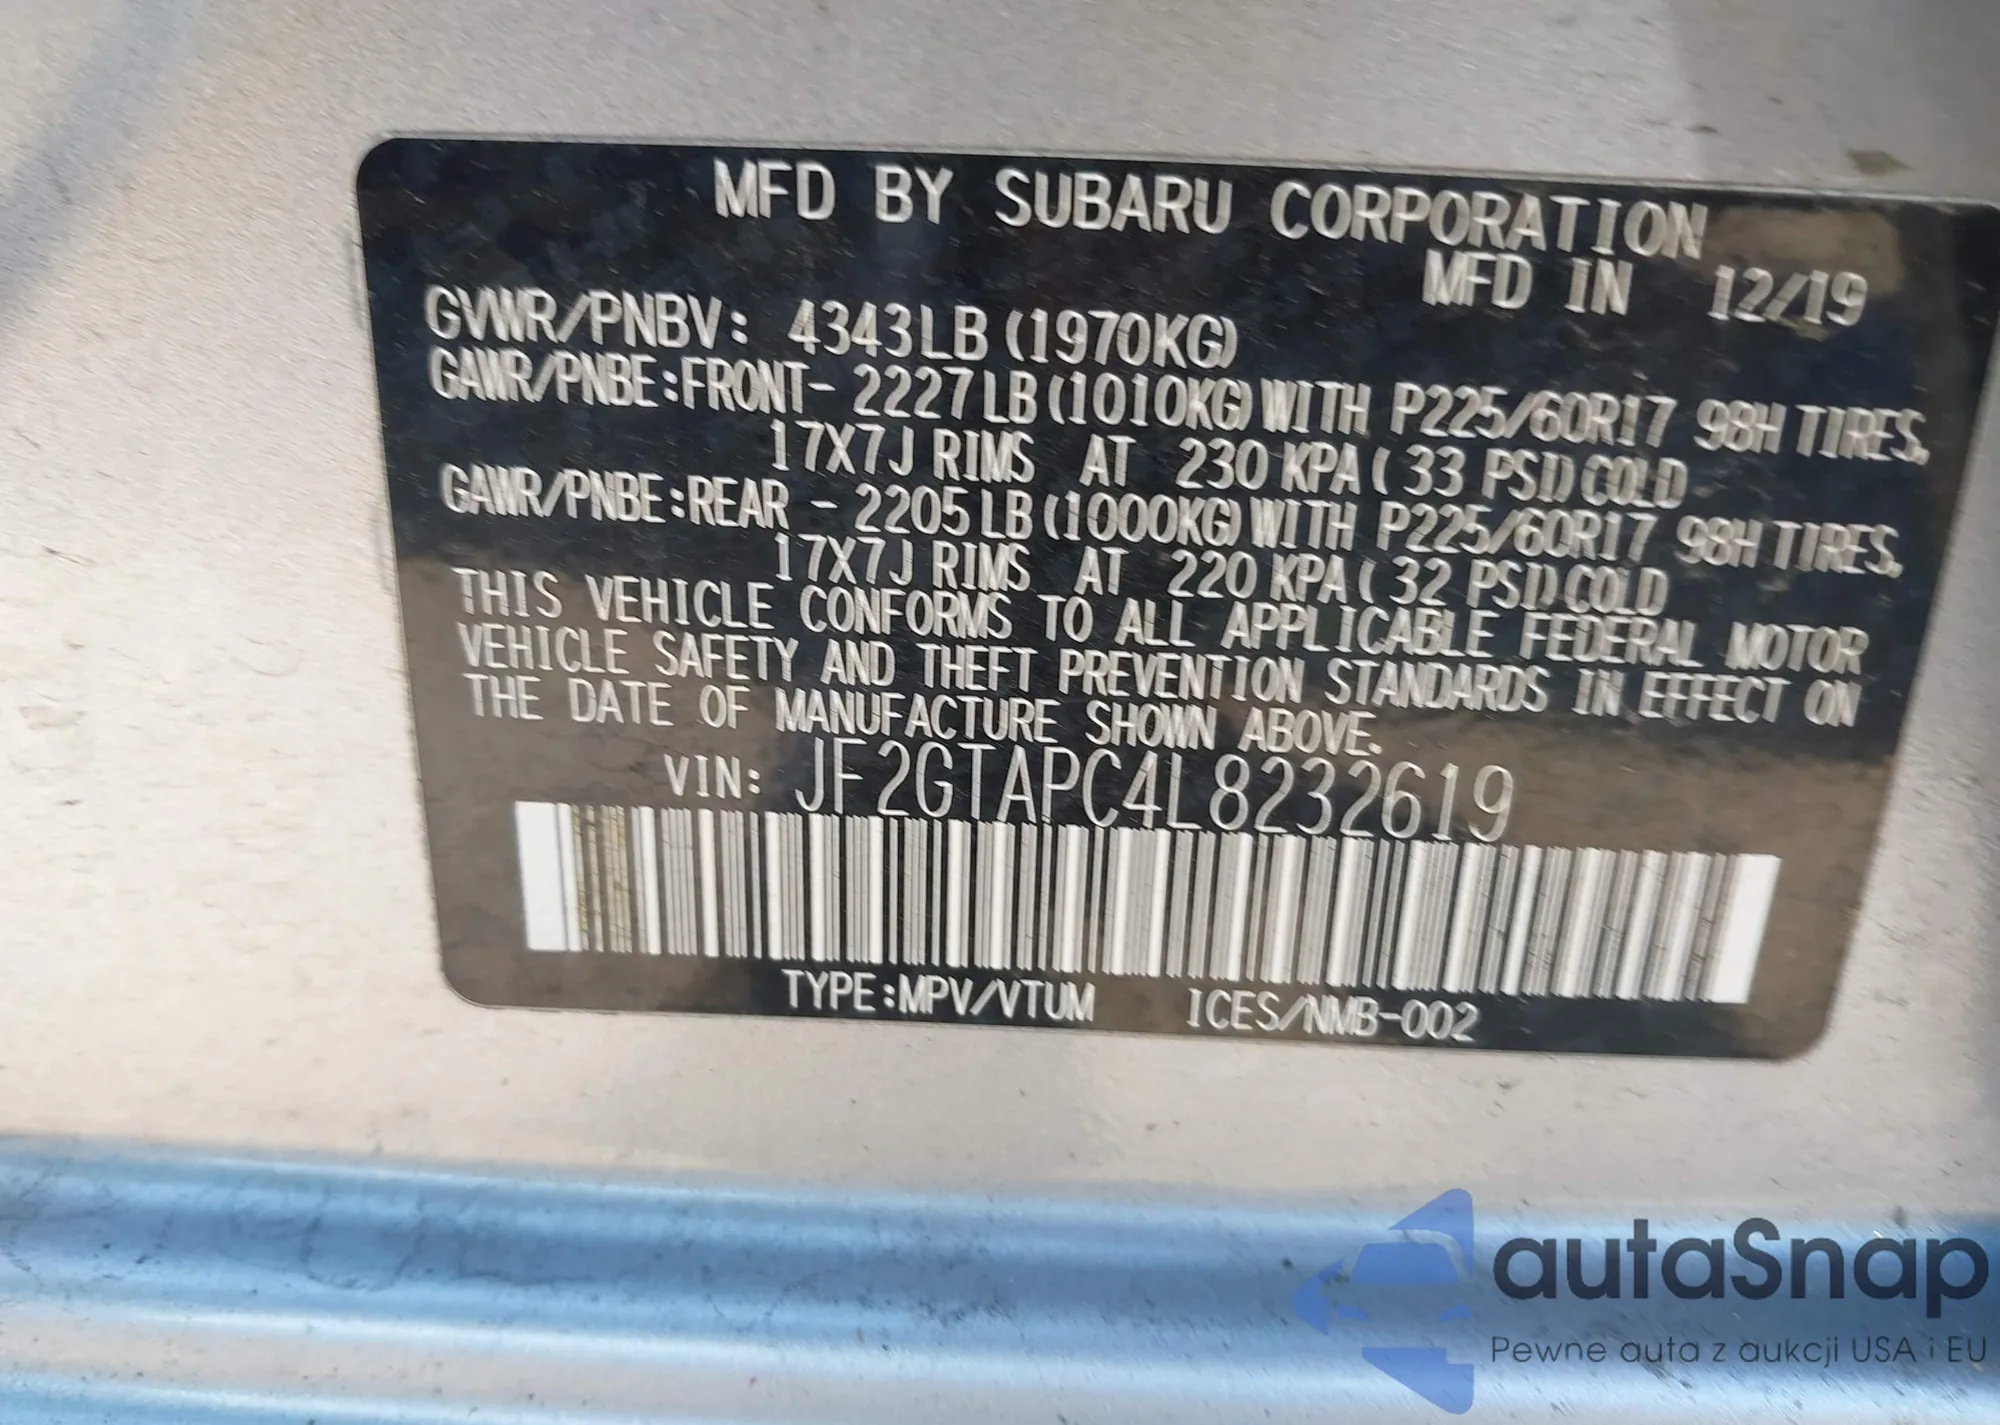 MFD BY SUBARU CORPORATION
MFD IN 12/19
GVWR/PNBV: 4343LB (1970KG)
GAWR/PNBE:FRONT- 2227LB(1010KG)WITH P225/60R17 98H TIRES,
17X7J RIMS AT 230 KPA( 33 PSI)COLD
GAWR/PNBE:REAR - 2205LB(1000KG)WITH P225/60R17 98H TIRES,
17X7J RIMS AT 220 KPA( 32 PSI)COLD
THIS VEHICLE CONFORMS TO ALL APPLICABLE FEDERAL MOTOR
VEHICLE SAFETY AND THEFT PREVENTION STANDARDS IN EFFECT ON
THE DATE OF MANUFACTURE SHOWN ABOVE.
VIN: JF2GTAPC4L8232619
TYPE:MPV/VTUM ICES/NMB-002
autaSnap
Pewne auta z aukcji USA i EU